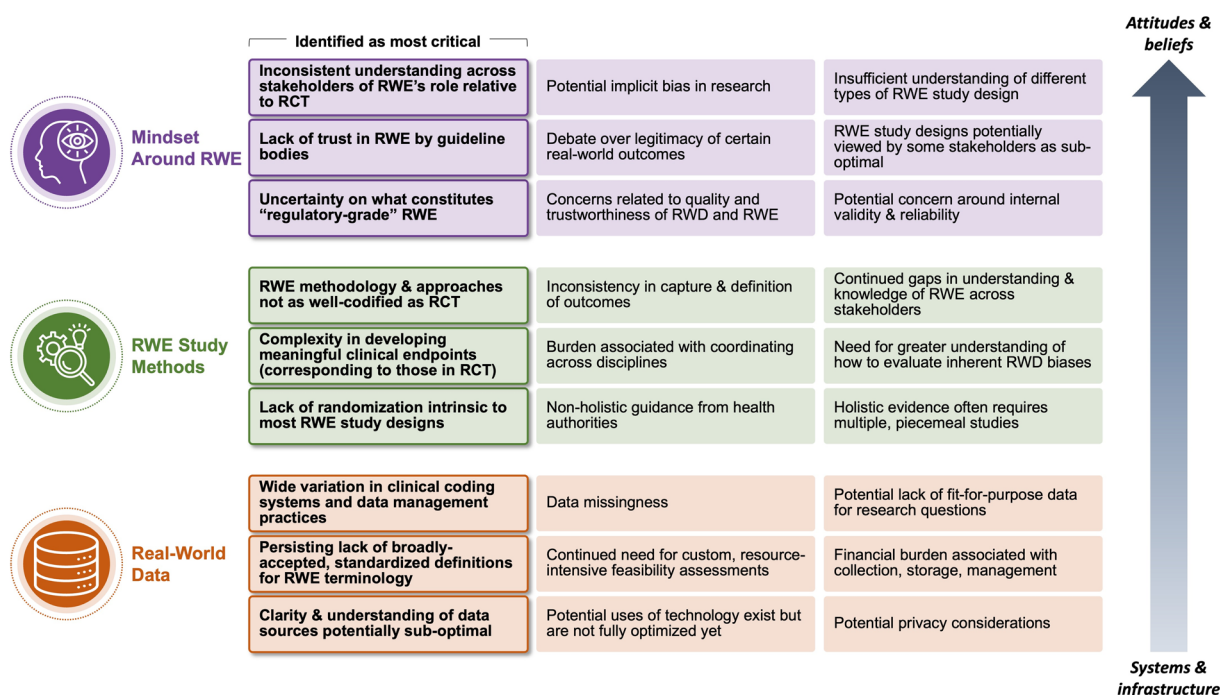 Attitudes &
beliefs
Identified as most critical
Mindset
Around RWE
Inconsistent understanding across
stakeholders of RWE's role relative
to RCT
Potential implicit bias in research
Insufficient understanding of different
types of RWE study design
Lack of trust in RWE by guideline
bodies
Debate over legitimacy of certain
real-world outcomes
RWE study designs potentially
viewed by some stakeholders as sub-
optimal
Uncertainty on what constitutes
“regulatory-grade” RWE
Concerns related to quality and
trustworthiness of RWD and RWE
Potential concern around internal
validity & reliability
RWE Study
Methods
RWE methodology & approaches
not as well-codified as RCT
Inconsistency in capture & definition
of outcomes
Continued gaps in understanding &
knowledge of RWE across
stakeholders
Complexity in developing
meaningful clinical endpoints
(corresponding to those in RCT)
Burden associated with coordinating
across disciplines
Need for greater understanding of
how to evaluate inherent RWD biases
Lack of randomization intrinsic to
most RWE study designs
Non-holistic guidance from health
authorities
Holistic evidence often requires
multiple, piecemeal studies
Real-World
Data
Wide variation in clinical coding
systems and data management
practices
Data missingness
Potential lack of fit-for-purpose data
for research questions
Persisting lack of broadly-
accepted, standardized definitions
for RWE terminology
Continued need for custom, resource-
intensive feasibility assessments
Financial burden associated with
collection, storage, management
Clarity & understanding of data
sources potentially sub-optimal
Potential uses of technology exist but
are not fully optimized yet
Potential privacy considerations
Systems &
infrastructure